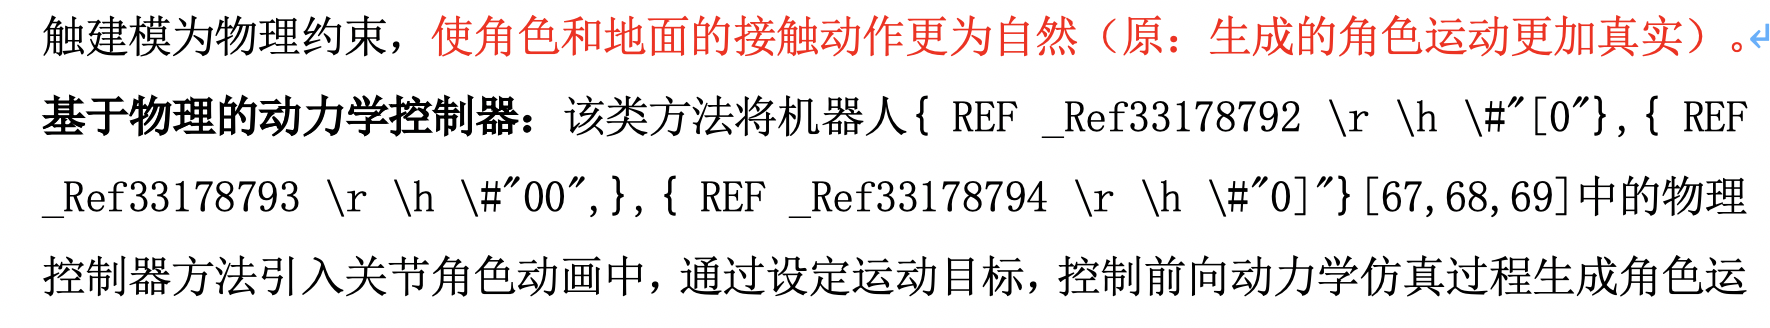 触建模为物理约束，使角色和地面的接触动作更为自然（原：生成的角色运动更加真实）。↵
基于物理的动力学控制器：该类方法将机器人{ REF _Ref33178792 \r \h \#"[0"},{ REF
_Ref33178793 \r \h \#"00",},{ REF _Ref33178794 \r \h \#"0]"}[67,68,69]中的物理
控制器方法引入关节角色动画中，通过设定运动目标，控制前向动力学仿真过程生成角色运